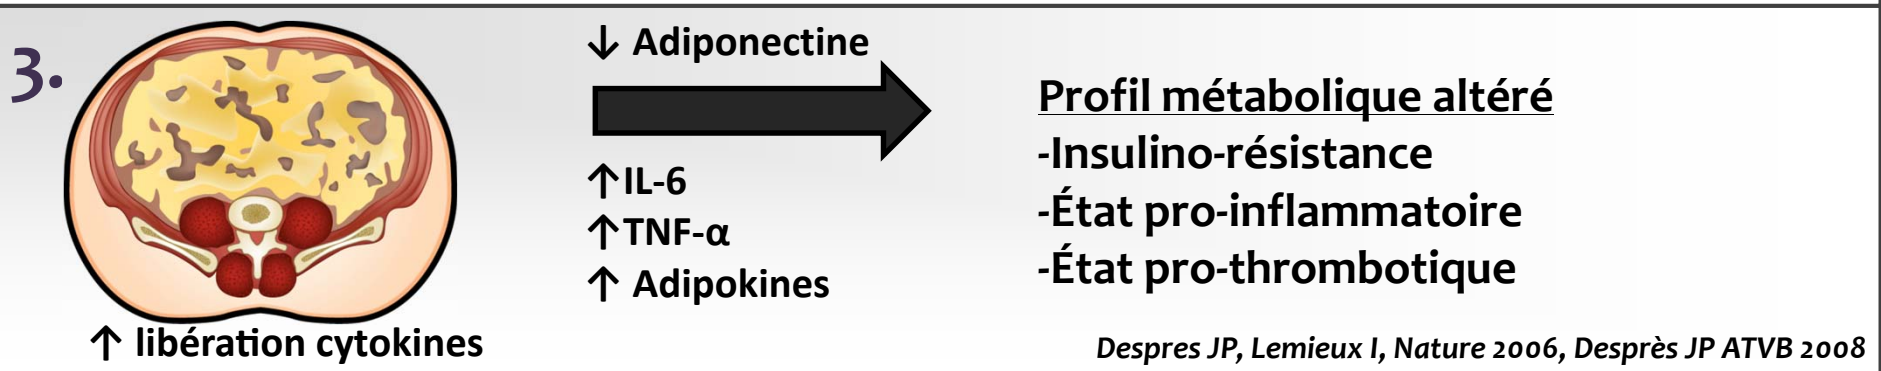 3.
↓ Adiponectine
↑IL-6
↑TNF-α
↑ Adipokines
↑ libération cytokines
Profil métabolique altéré
-Insulino-résistance
-État pro-inflammatoire
-État pro-thrombotique
Despres JP, Lemieux I, Nature 2006, Desprès JP ATVB 2008